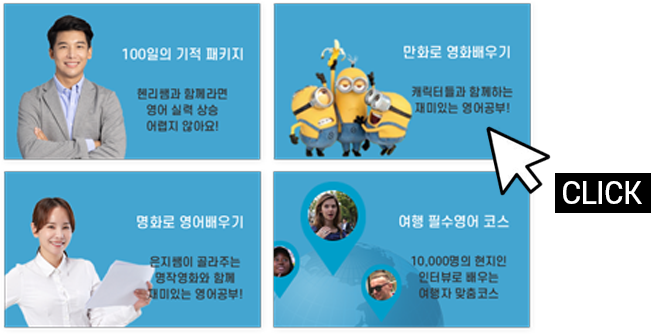 100일의 기적 패키지
헨리쌤과 함께라면
영어 실력 상승
어렵지 않아요!
만화로 영화배우기
캐릭터들과 함께하는
재미있는 영어공부!
CLICK
명화로 영어배우기
은지쌤이 골라주는
명작영화와 함께
재미있는 영어공부!
여행 필수영어 코스
10,000명의 현지인
인터뷰로 배우는
여행자 맞춤코스